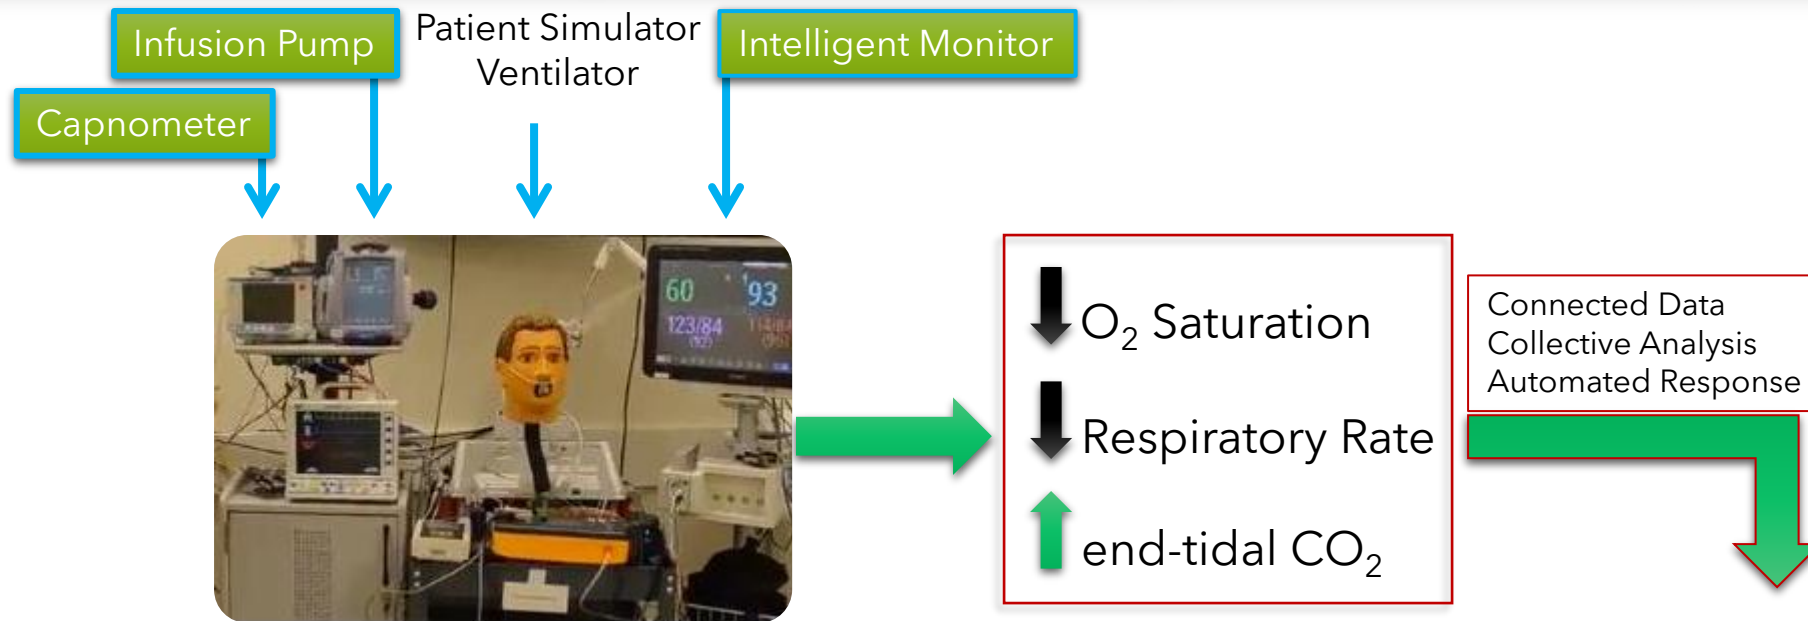 Infusion Pump
Patient Simulator
Ventilator
Intelligent Monitor
Capnometer
60
93
123/84
(92)
O₂ Saturation
Respiratory Rate
end-tidal CO₂
Connected Data
Collective Analysis
Automated Response